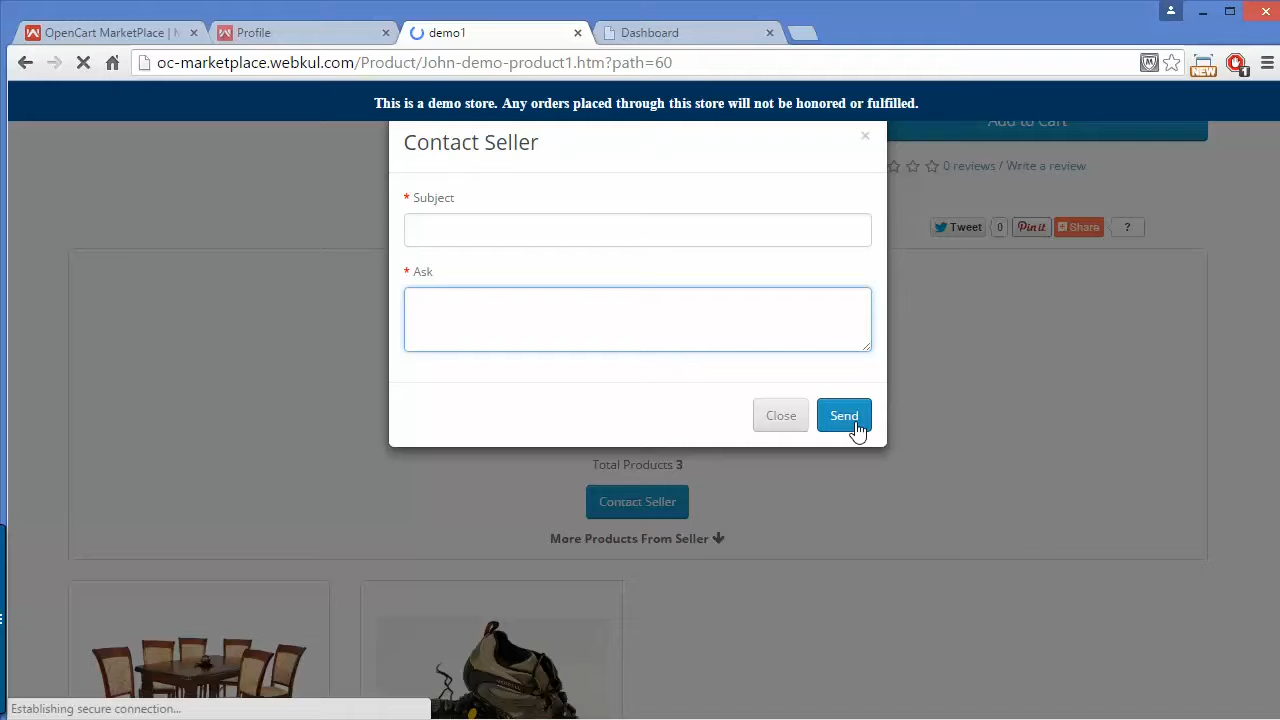 OpenCart MarketPlace | N
Profile
demo1
Dashboard
oc-marketplace.webkul.com/Product/John-demo-product1.htm?path=60
NEW
1
This is a demo store. Any orders placed through this store will not be honored or fulfilled.
Contact Seller
×
Add to Cart
0 reviews / Write a review
* Subject
Tweet 0 Pin it Share ?
* Ask
Close Send
Total Products 3
Contact Seller
More Products From Seller
Establishing secure connection...